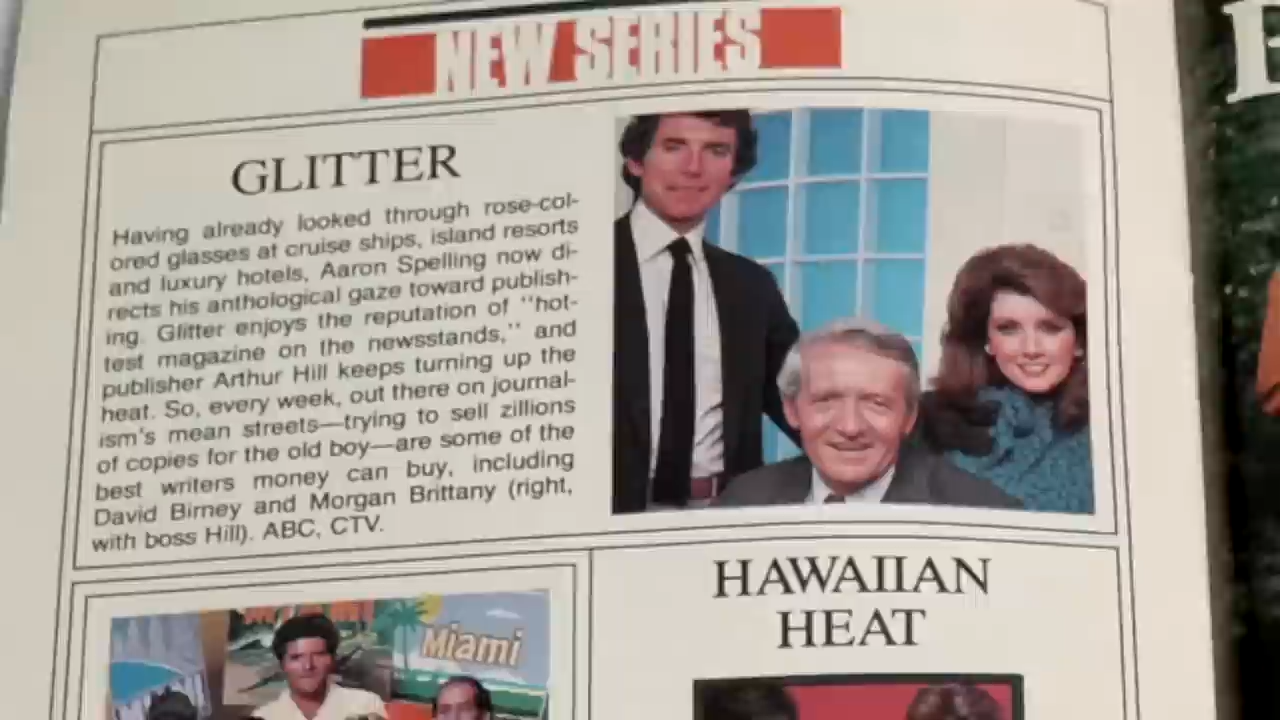 NEW SERIES
GLITTER
Having already looked through rose-col-
ored glasses at cruise ships, island resorts
and luxury hotels, Aaron Spelling now di-
rects his anthological gaze toward publish-
ing. Glitter enjoys the reputation of "hot-
test magazine on the newsstands," and
publisher Arthur Hill keeps turning up the
heat. So, every week, out there on journal-
ism's mean streets—trying to sell zillions
of copies for the old boy—are some of the
best writers money can buy, including
David Birney and Morgan Brittany (right,
with boss Hill). ABC, CTV.
HAWAIIAN
HEAT
Miami